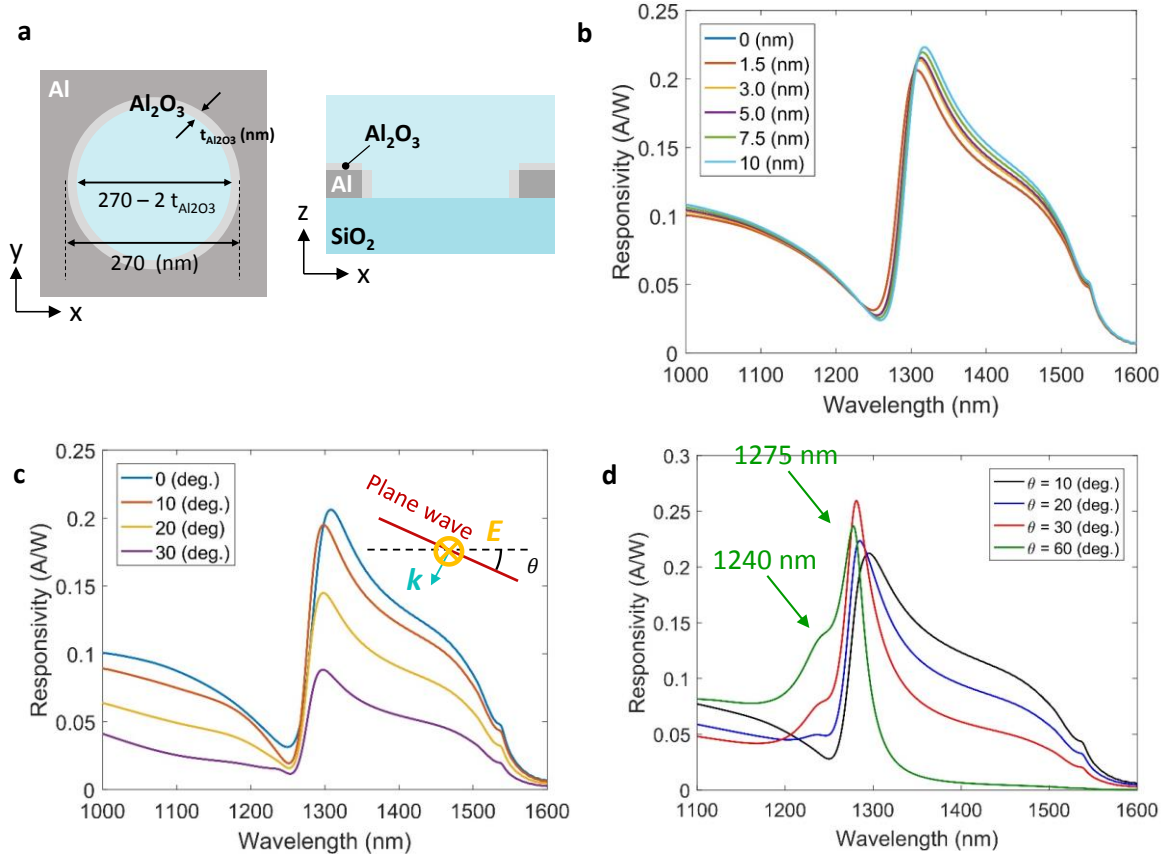 a
Al
Al2O3
tAl2O3 (nm)
270 – 2 tAl2O3
270 (nm)
y
x
Al2O3
Al
SiO2
z
x
b
0 (nm)
1.5 (nm)
3.0 (nm)
5.0 (nm)
7.5 (nm)
10 (nm)
Responsivity (A/W)
0.25
0.2
0.15
0.1
0.05
0
1000 1100 1200 1300 1400 1500 1600
Wavelength (nm)
c
0 (deg.)
10 (deg.)
20 (deg)
30 (deg.)
Plane wave
E
k
θ
Responsivity (A/W)
0.25
0.2
0.15
0.1
0.05
0
1000 1100 1200 1300 1400 1500 1600
Wavelength (nm)
d
1275 nm
1240 nm
θ = 10 (deg.)
θ = 20 (deg.)
θ = 30 (deg.)
θ = 60 (deg.)
Responsivity (A/W)
0.3
0.25
0.2
0.15
0.1
0.05
0
1100 1200 1300 1400 1500 1600
Wavelength (nm)